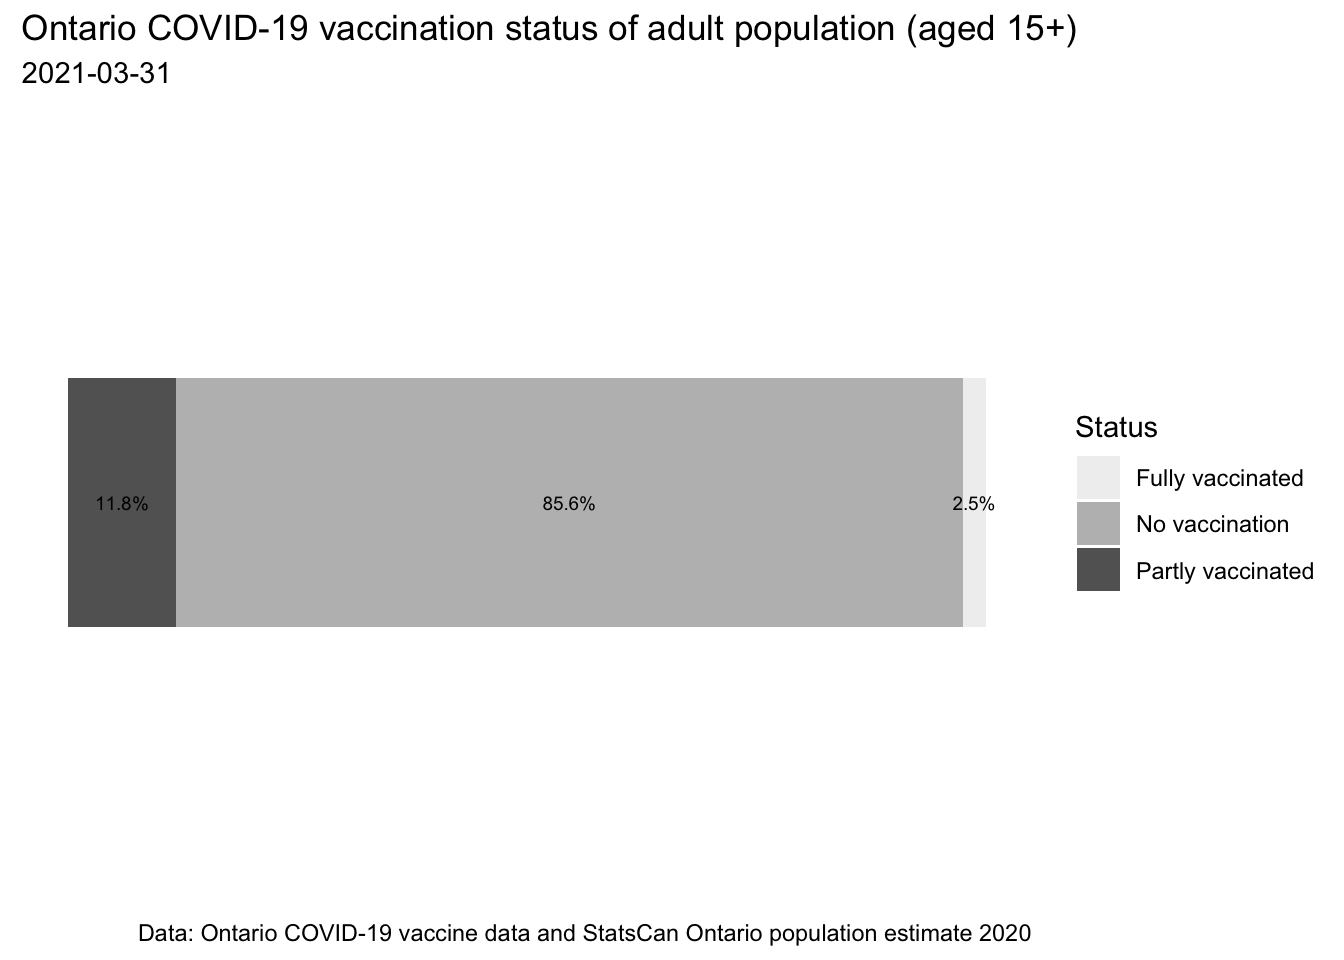 Ontario COVID-19 vaccination status of adult population (aged 15+)
2021-03-31
11.8%
85.6%
2.5%
Status
Fully vaccinated
No vaccination
Partly vaccinated
Data: Ontario COVID-19 vaccine data and StatsCan Ontario population estimate 2020